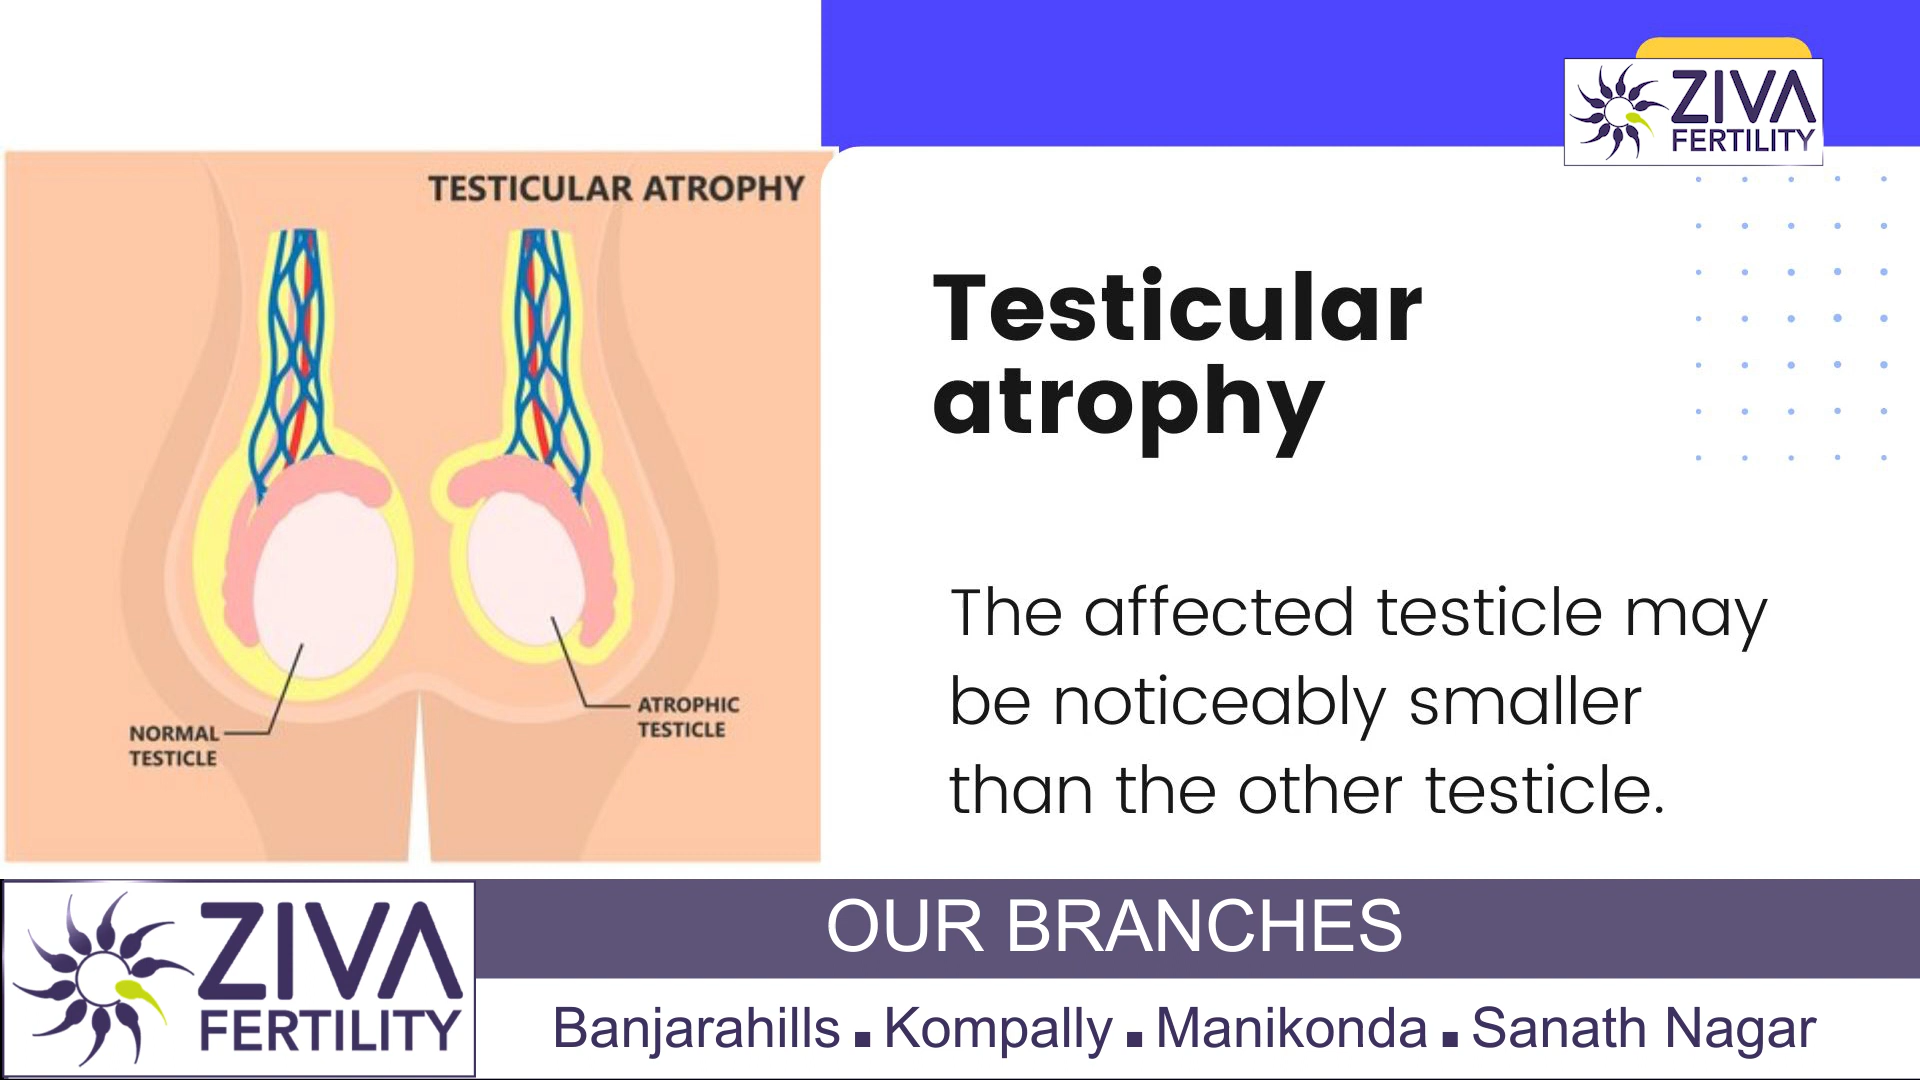 ZIVA
FERTILITY
TESTICULAR ATROPHY
NORMAL
TESTICLE
ATROPHIC
TESTICLE
Testicular
atrophy
The affected testicle may
be noticeably smaller
than the other testicle.
ZIVA
FERTILITY
OUR BRANCHES
Banjarahills ■ Kompally ■ Manikonda ■ Sanath Nagar